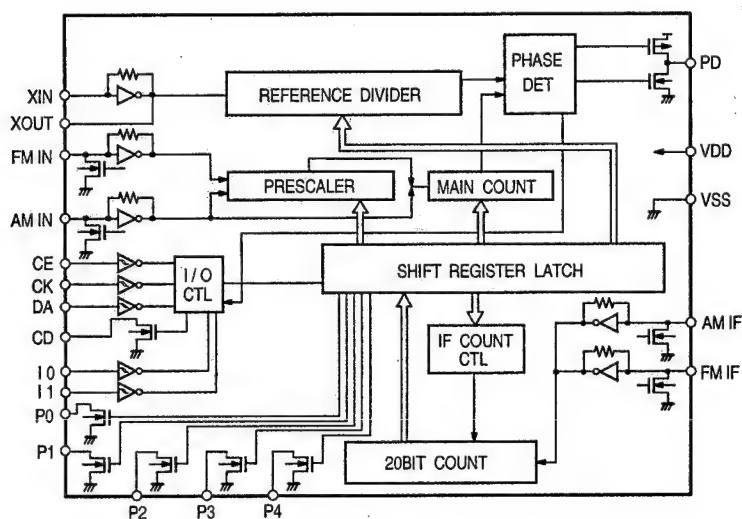 PHASE
DET
PD
XIN
REFERENCE DIVIDER
XOUT
FM IN
VDD
PRESCALER
MAIN COUNT
VSS
AM IN
CE
I/O
CTL
SHIFT REGISTER LATCH
CK
DA
CD
AM IF
IF COUNT
CTL
I0
FM IF
I1
P0
P1
20BIT COUNT
P2
P3
P4